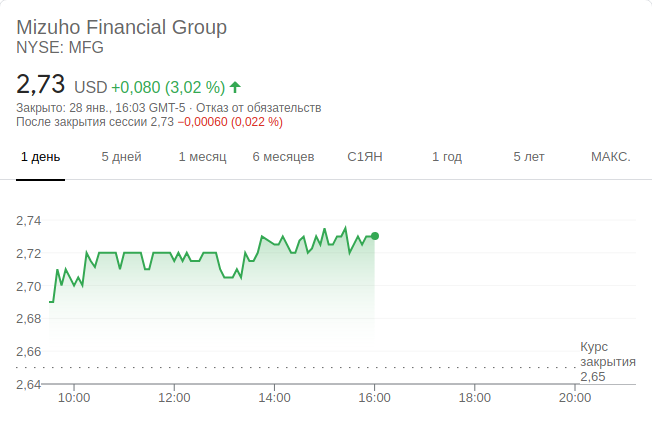 Mizuho Financial Group
NYSE: MFG
2,73 USD +0,080 (3,02 %)
Закрыто: 28 янв., 16:03 GMT-5 · Отказ от обязательств
После закрытия сессии 2,73 −0,00060 (0,022 %)
1 день 5 дней 1 месяц 6 месяцев С1ЯН 1 год 5 лет МАКС.
2,74
2,72
2,70
2,68
2,66
Курс
закрытия
2,65
2,64
10:00 12:00 14:00 16:00 18:00 20:00